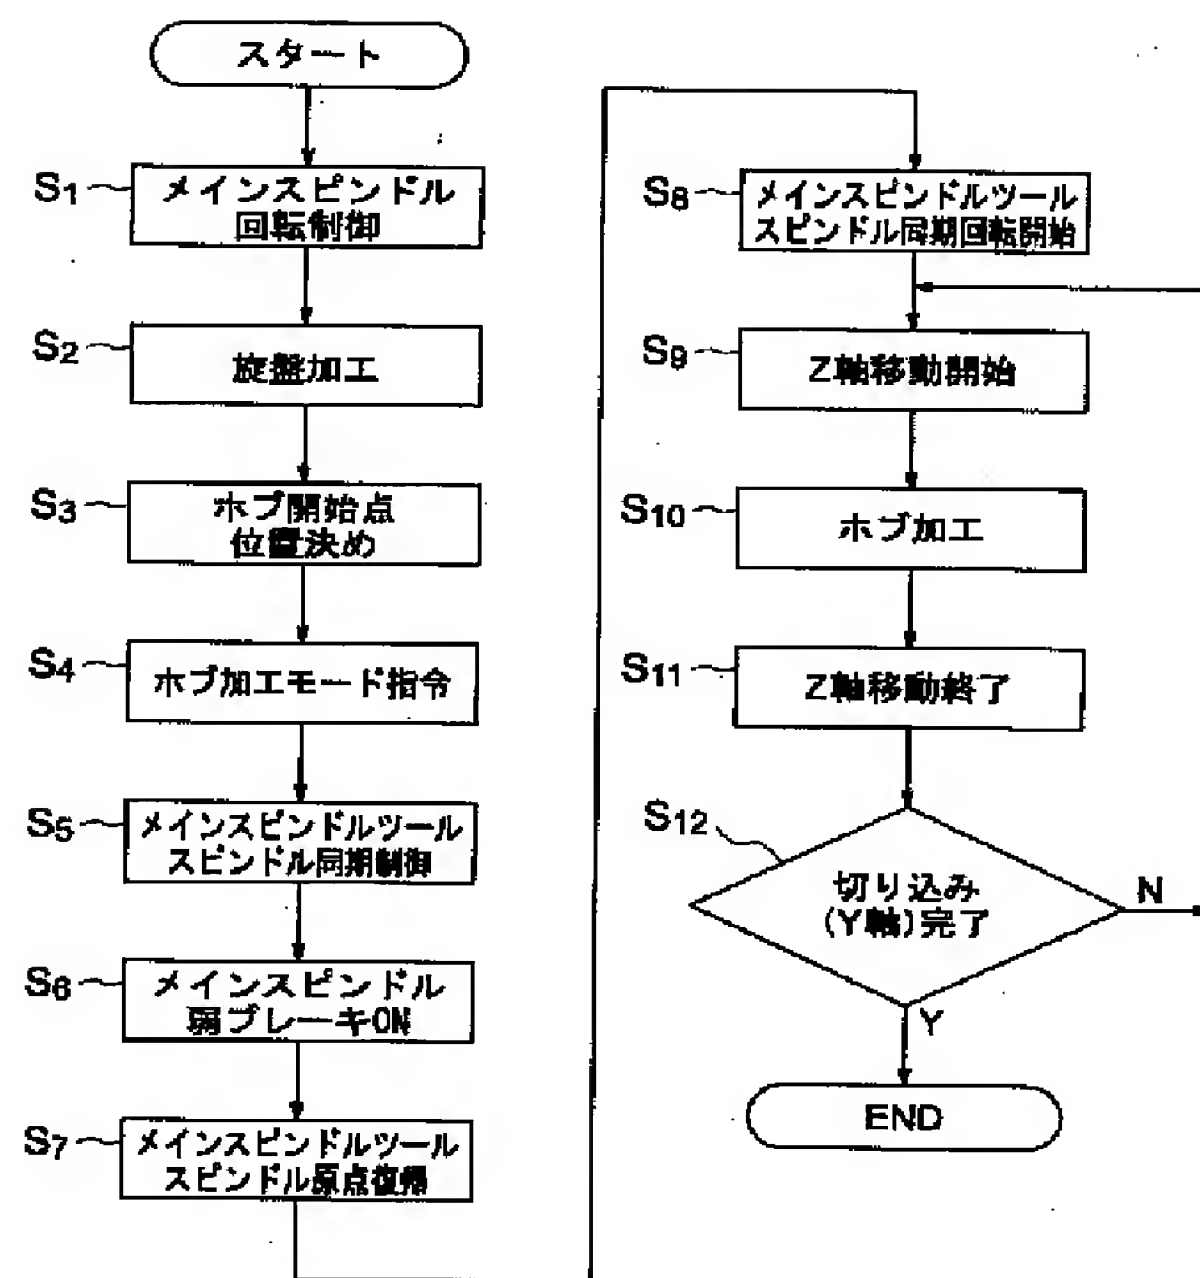 スタート
S1
メインスピンドル
回転制御
S2
旋盤加工
S3
ホブ開始点
位置決め
S4
ホブ加工モード指令
S5
メインスピンドルツール
スピンドル同期制御
S6
メインスピンドル
弱ブレーキON
S7
メインスピンドルツール
スピンドル原点復帰
S8
メインスピンドルツール
スピンドル同期回転開始
S9
Z軸移動開始
S10
ホブ加工
S11
Z軸移動終了
S12
切り込み
(Y軸)完了
N
Y
END